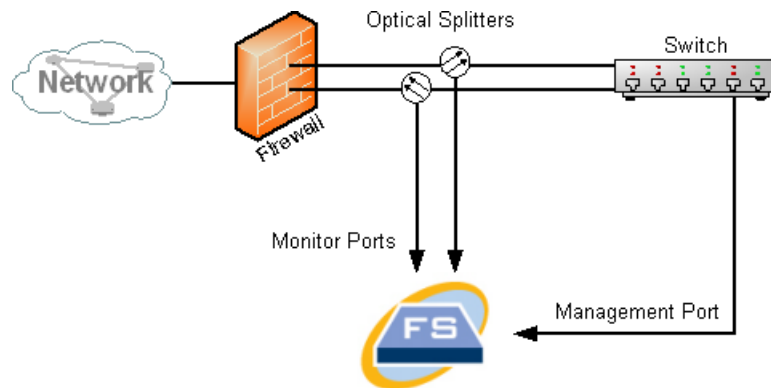 Optical Splitters
Switch
Network
Firewall
Monitor Ports
Management Port
FS